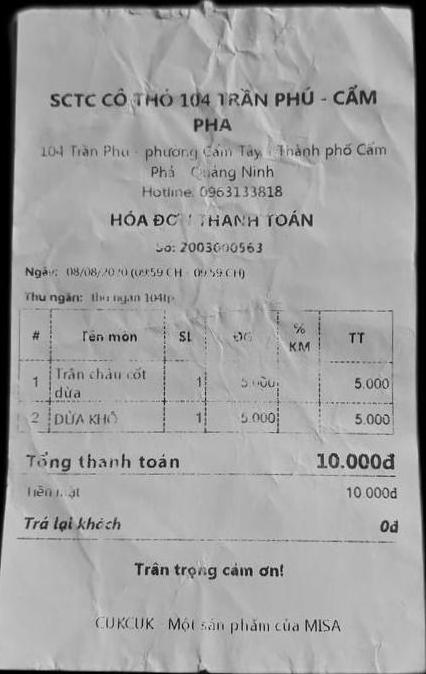 SCTC CÔ THỎ 104 TRẦN PHÚ - CẨM
PHA
104 Trần Phú - phường Cẩm Tây, Thành phố Cẩm
Phả Quảng Ninh
Hotline: 0963133818
HÓA ĐƠN THANH TOÁN
Số: 2003000563
Ngày: 08/08/2020 (09:59 CH - 09:59 CH)
Thu ngân: thu ngan 104tp
# Tên món SL ĐG % KM TT
1 Trân châu cốt dừa 1 5.000 5.000
2 DỪA KHÔ 1 5.000 5.000
Tổng thanh toán 10.000đ
Tiền mặt 10.000đ
Trả lại khách 0đ
Trân trọng cảm ơn!
CUKCUK - Một sản phẩm của MISA